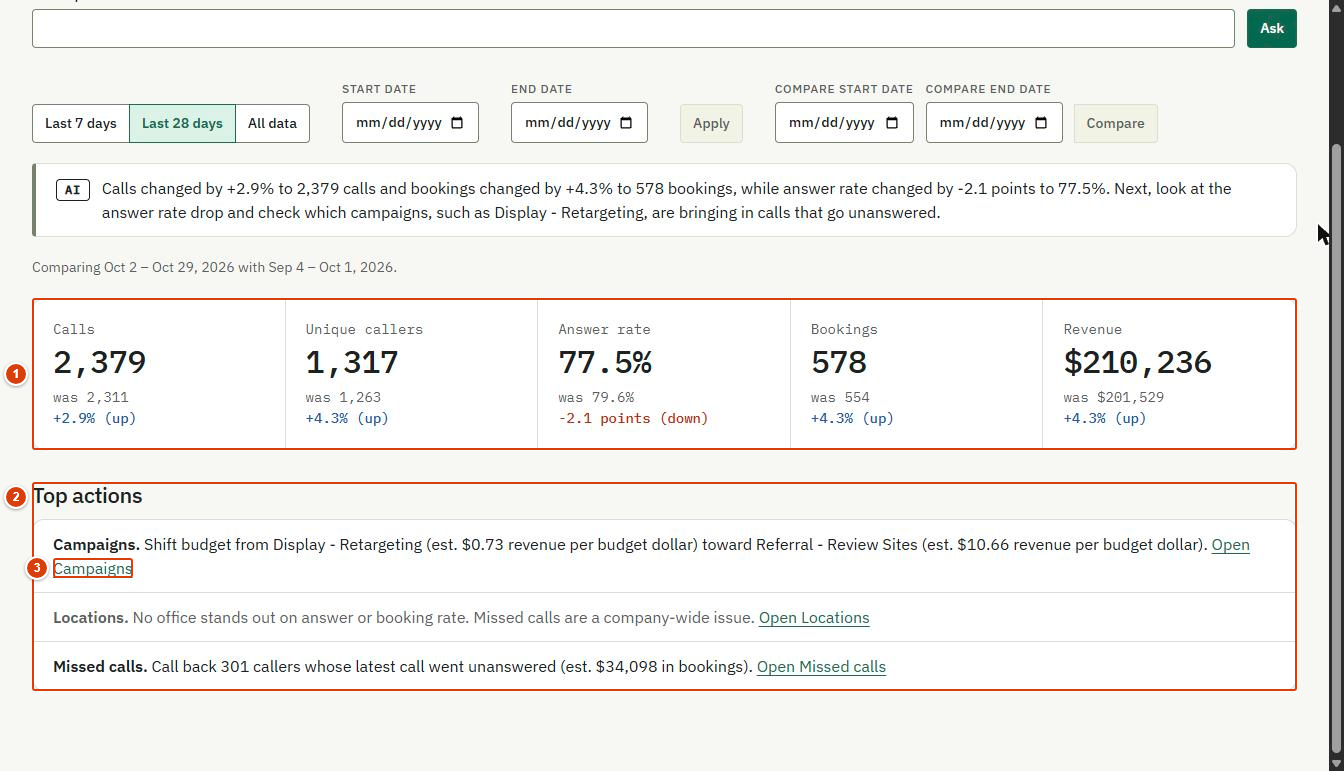 Ask
START DATE
END DATE
COMPARE START DATE
COMPARE END DATE
Last 7 days
Last 28 days
All data
mm/dd/yyyy
mm/dd/yyyy
Apply
mm/dd/yyyy
mm/dd/yyyy
Compare
AI
Calls changed by +2.9% to 2,379 calls and bookings changed by +4.3% to 578 bookings, while answer rate changed by -2.1 points to 77.5%. Next, look at the
answer rate drop and check which campaigns, such as Display - Retargeting, are bringing in calls that go unanswered.
Comparing Oct 2 – Oct 29, 2026 with Sep 4 – Oct 1, 2026.
1
Calls
2,379
was 2,311
+2.9% (up)
Unique callers
1,317
was 1,263
+4.3% (up)
Answer rate
77.5%
was 79.6%
-2.1 points (down)
Bookings
578
was 554
+4.3% (up)
Revenue
$210,236
was $201,529
+4.3% (up)
2
Top actions
Campaigns. Shift budget from Display - Retargeting (est. $0.73 revenue per budget dollar) toward Referral - Review Sites (est. $10.66 revenue per budget dollar). Open
3
Campaigns
Locations. No office stands out on answer or booking rate. Missed calls are a company-wide issue. Open Locations
Missed calls. Call back 301 callers whose latest call went unanswered (est. $34,098 in bookings). Open Missed calls